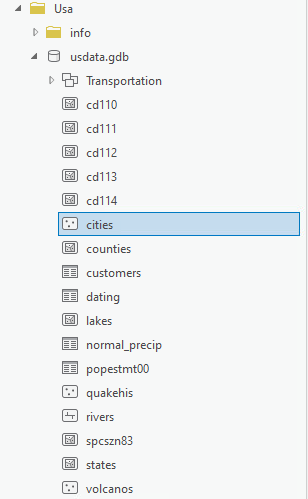 Usa
info
usdata.gdb
Transportation
cd110
cd111
cd112
cd113
cd114
cities
counties
customers
dating
lakes
normal_precip
popestmt00
quakehis
rivers
spcszn83
states
volcanos